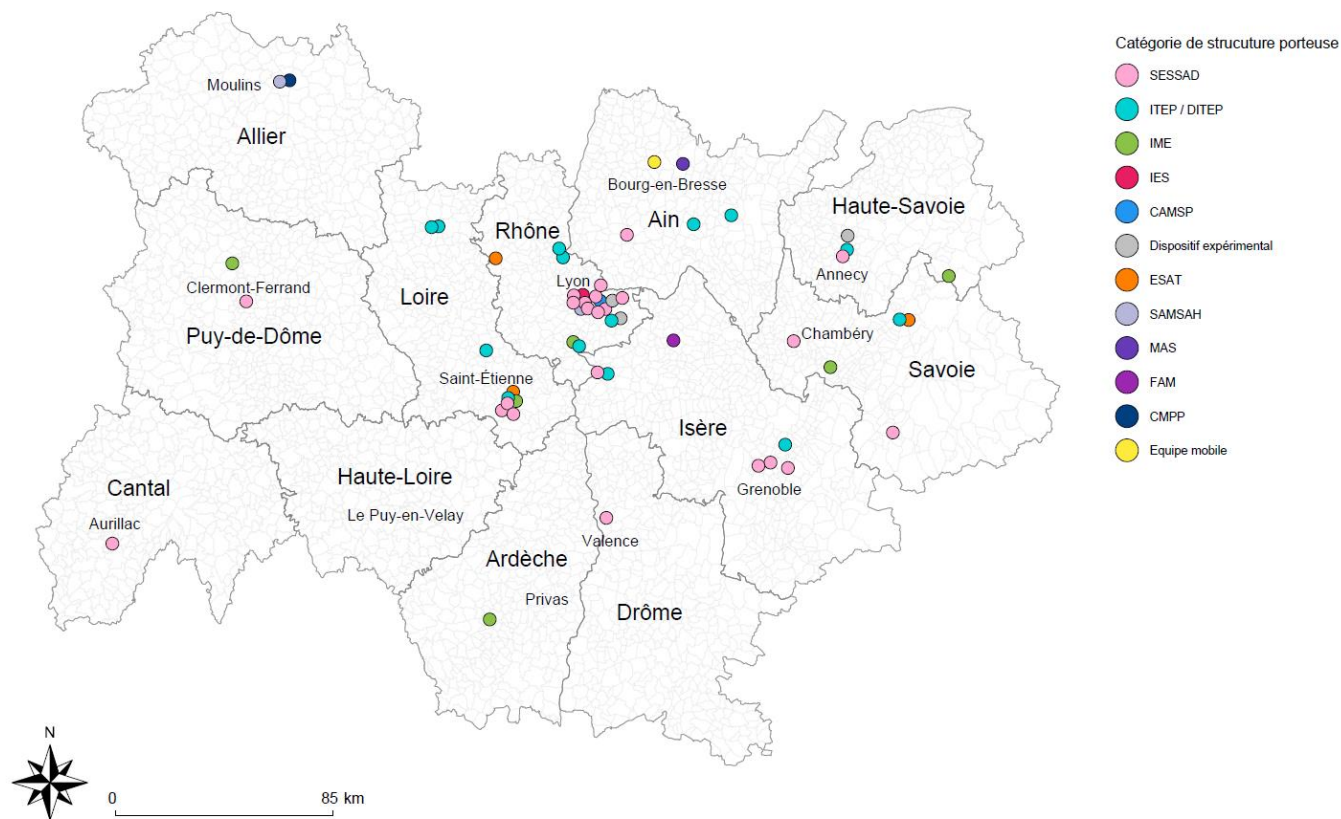 Catégorie de strucuture porteuse
SESSAD
ITEP / DITEP
IME
IES
CAMSP
Dispositif expérimental
ESAT
SAMSAH
MAS
FAM
CMPP
Equipe mobile
Moulins
Allier
Bourg-en-Bresse
Ain
Haute-Savoie
Rhône
Annecy
Lyon
Clermont-Ferrand
Loire
Puy-de-Dôme
Chambéry
Savoie
Saint-Étienne
Isère
Haute-Loire
Cantal
Grenoble
Le Puy-en-Velay
Aurillac
Valence
Ardèche
Privas
Drôme
N
0 85 km